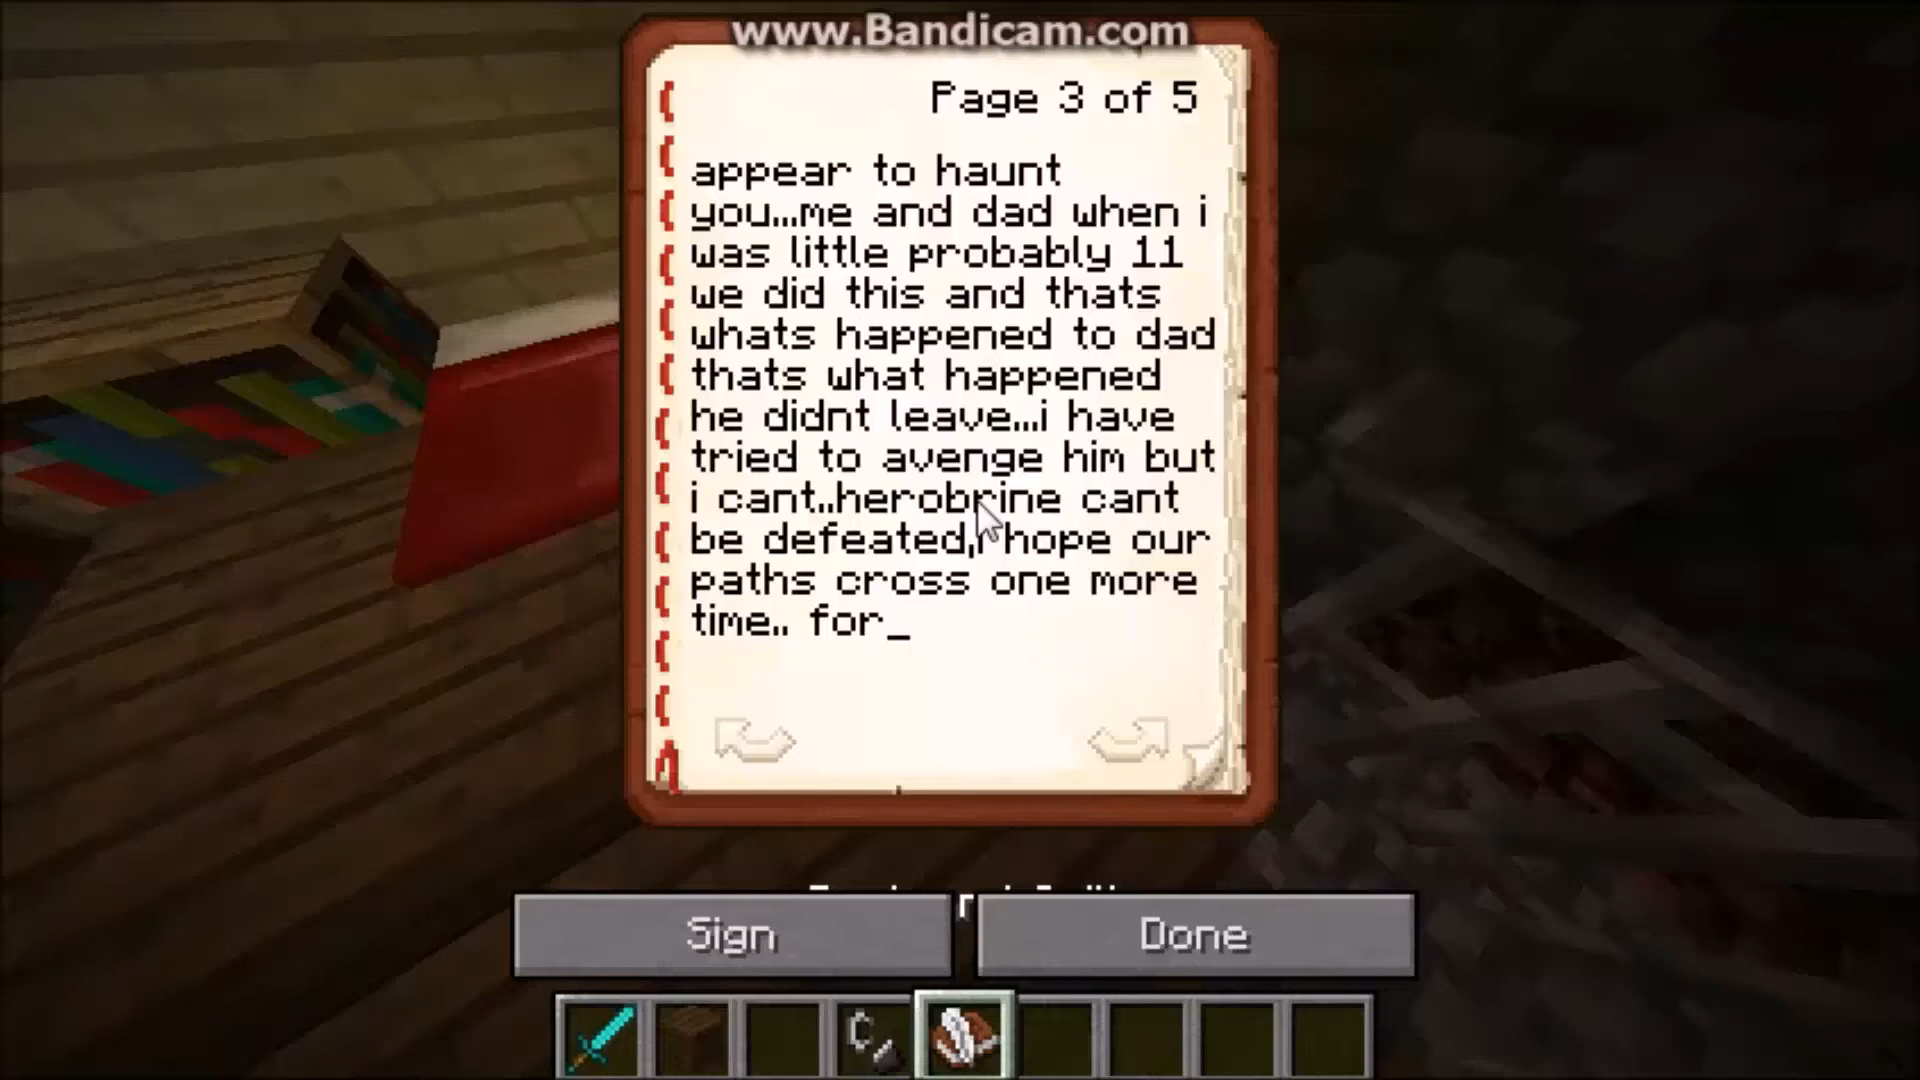 www.Bandicam.com
Page 3 of 5
appear to haunt
you...me and dad when i
was little probably 11
we did this and thats
whats happened to dad
thats what happened
he didnt leave...i have
tried to avenge him but
i cant..herobrine cant
be defeated, hope our
paths cross one more
time.. for_
Sign
Done